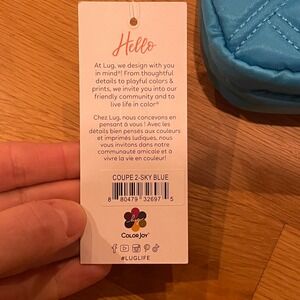 Hello
At Lug, we design with you
in mind®! From thoughtful
details to playful colors &
prints, we invite you into our
friendly community and to
live life in color®
Chez Lug, nous concevons en
pensant à vous ! Avec les
détails bien pensés aux couleurs
et imprimés ludiques, nous
vous invitons dans notre
communauté amicale et à
vivre la vie en couleur!
COUPE 2-SKY BLUE
8 80479 32697 5
COLORJOY
#LUGLIFE